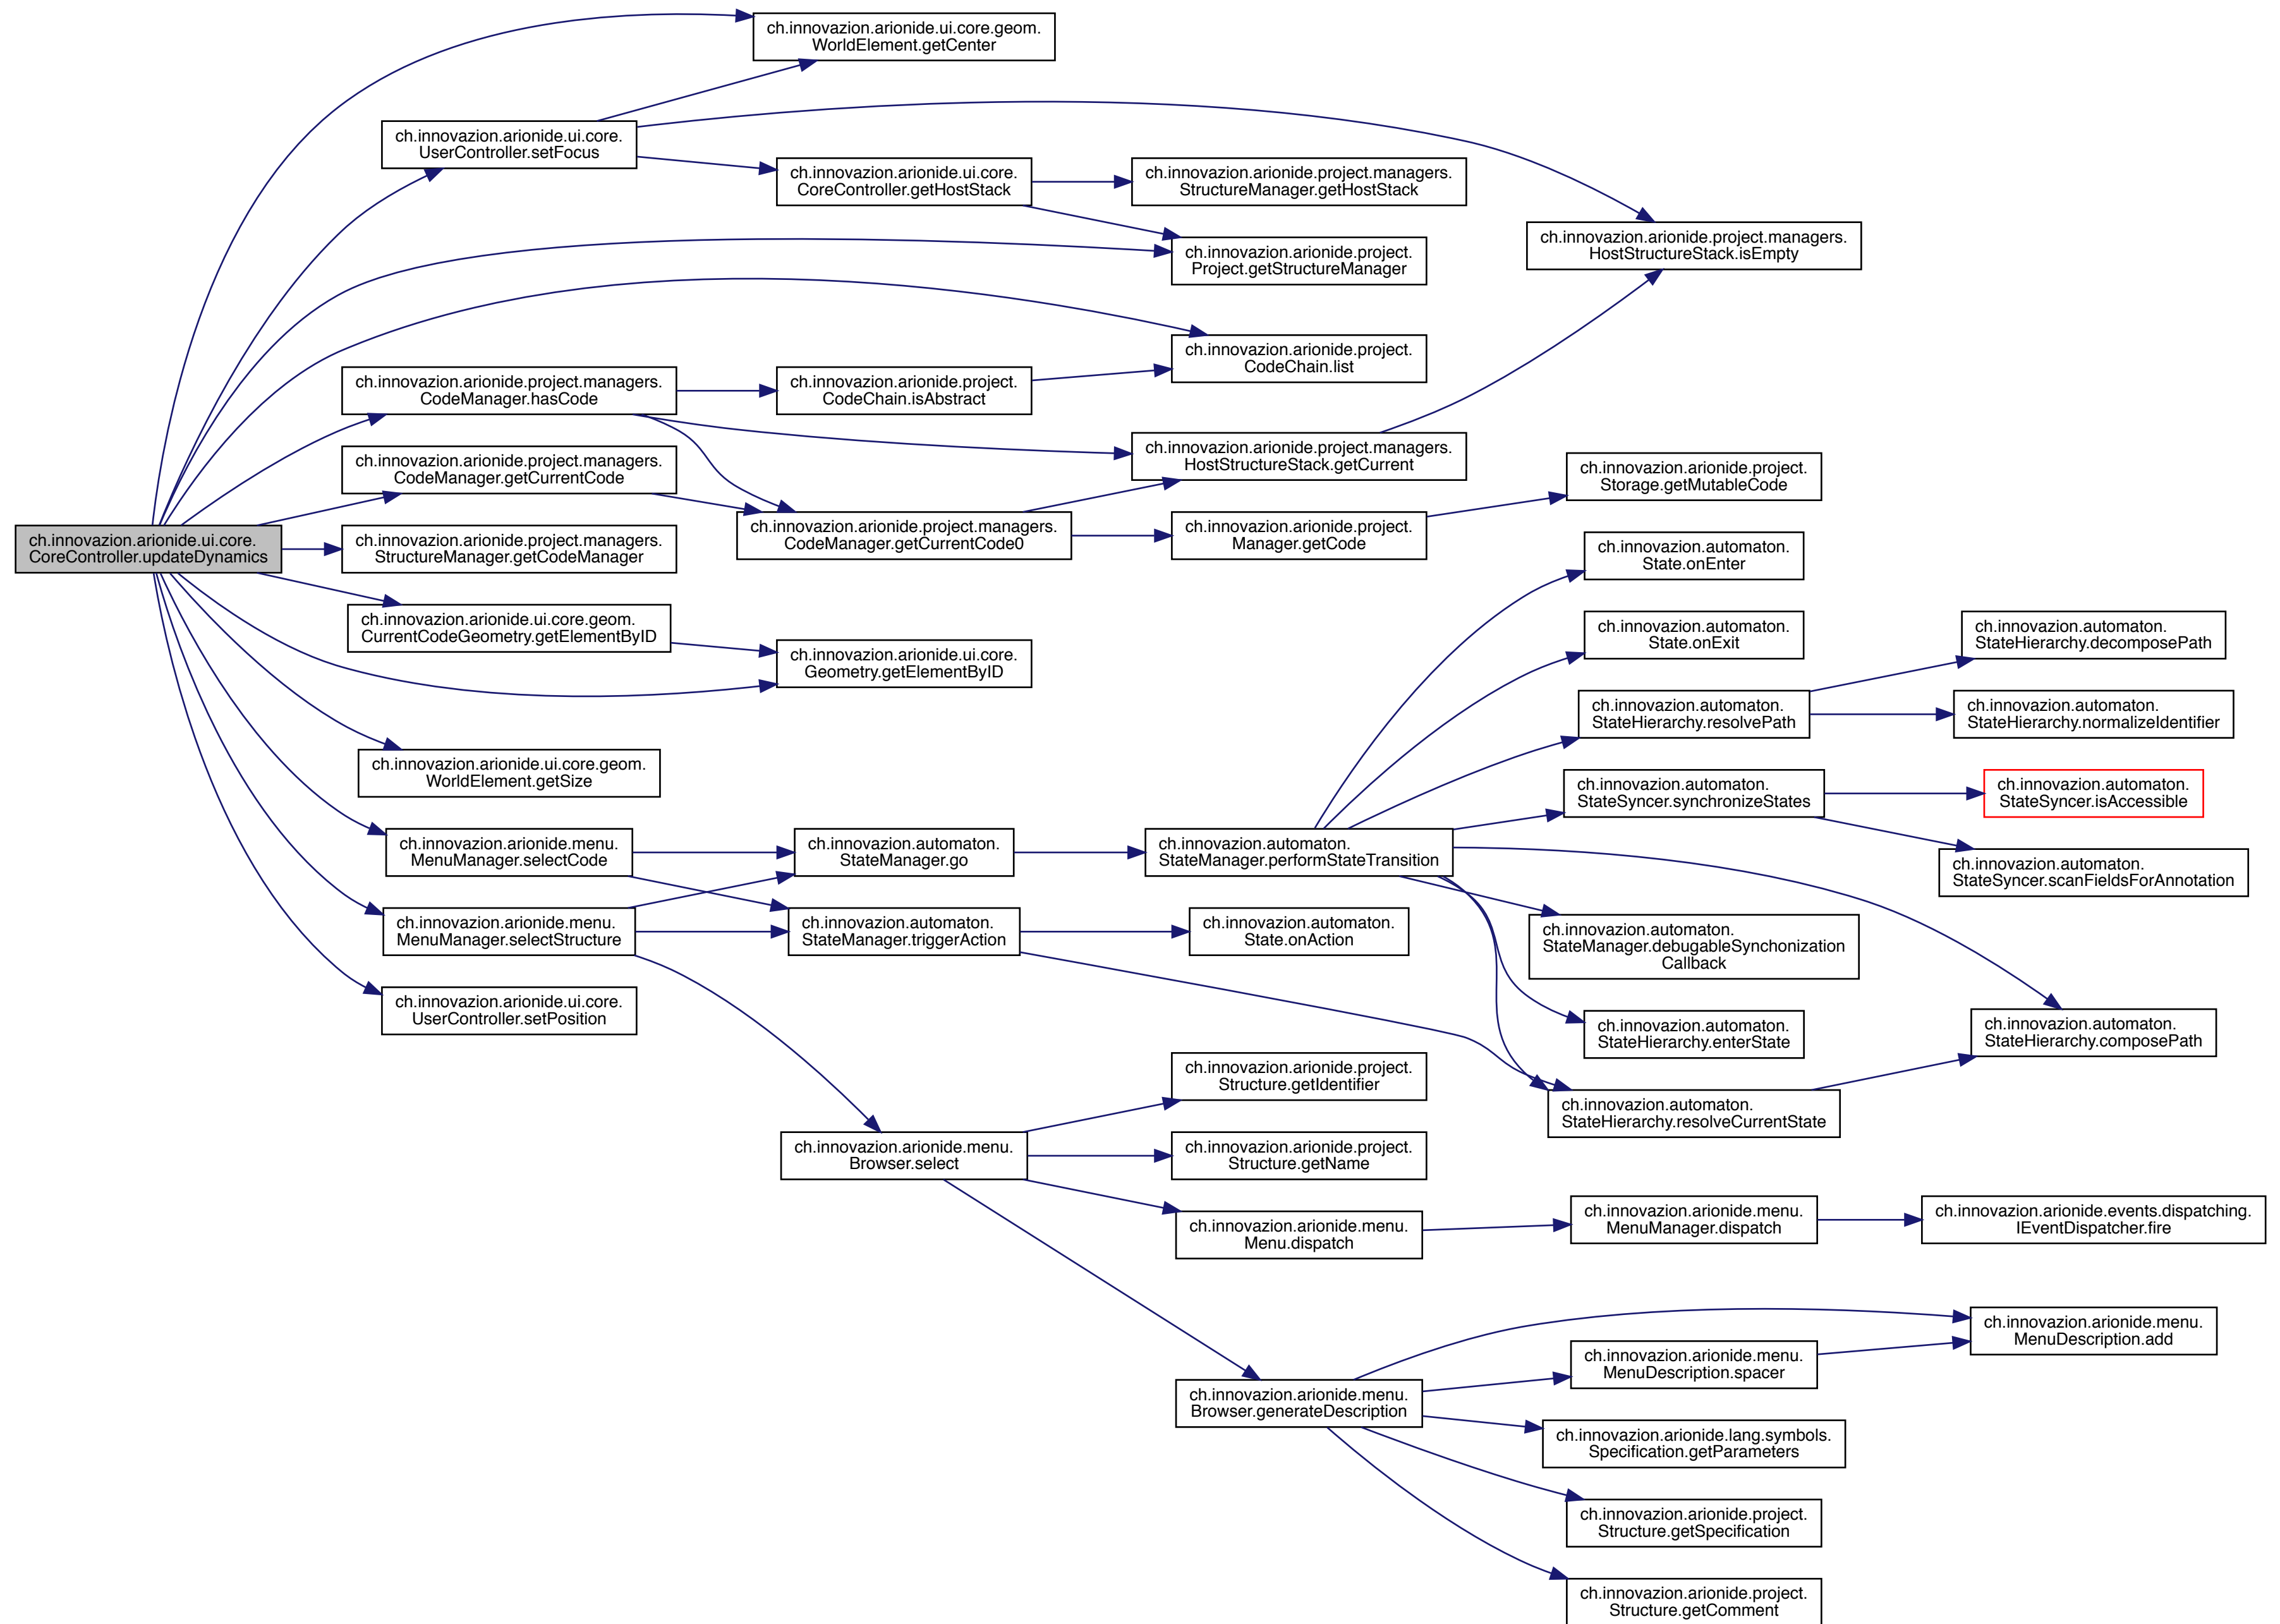 ch.innovazion.arionide.ui.core.
CoreController.updateDynamics
ch.innovazion.arionide.ui.core.geom.
WorldElement.getCenter
ch.innovazion.arionide.ui.core.
UserController.setFocus
ch.innovazion.arionide.ui.core.
CoreController.getHostStack
ch.innovazion.arionide.project.managers.
StructureManager.getHostStack
ch.innovazion.arionide.project.
Project.getStructureManager
ch.innovazion.arionide.project.managers.
HostStructureStack.isEmpty
ch.innovazion.arionide.project.
CodeChain.list
ch.innovazion.arionide.project.managers.
CodeManager.hasCode
ch.innovazion.arionide.project.
CodeChain.isAbstract
ch.innovazion.arionide.project.managers.
HostStructureStack.getCurrent
ch.innovazion.arionide.project.managers.
CodeManager.getCurrentCode
ch.innovazion.arionide.project.managers.
CodeManager.getCurrentCode0
ch.innovazion.arionide.project.
Manager.getCode
ch.innovazion.arionide.project.
Storage.getMutableCode
ch.innovazion.arionide.project.managers.
StructureManager.getCodeManager
ch.innovazion.arionide.ui.core.geom.
CurrentCodeGeometry.getElementByID
ch.innovazion.arionide.ui.core.
Geometry.getElementByID
ch.innovazion.arionide.ui.core.geom.
WorldElement.getSize
ch.innovazion.arionide.menu.
MenuManager.selectCode
ch.innovazion.automaton.
StateManager.go
ch.innovazion.automaton.
StateManager.performStateTransition
ch.innovazion.automaton.
State.onEnter
ch.innovazion.automaton.
State.onExit
ch.innovazion.automaton.
StateHierarchy.resolvePath
ch.innovazion.automaton.
StateHierarchy.decomposePath
ch.innovazion.automaton.
StateHierarchy.normalizeIdentifier
ch.innovazion.automaton.
StateSyncer.synchronizeStates
ch.innovazion.automaton.
StateSyncer.isAccessible
ch.innovazion.automaton.
StateSyncer.scanFieldsForAnnotation
ch.innovazion.arionide.menu.
MenuManager.selectStructure
ch.innovazion.automaton.
StateManager.triggerAction
ch.innovazion.automaton.
State.onAction
ch.innovazion.automaton.
StateManager.debugableSynchonization
Callback
ch.innovazion.arionide.ui.core.
UserController.setPosition
ch.innovazion.automaton.
StateHierarchy.enterState
ch.innovazion.automaton.
StateHierarchy.composePath
ch.innovazion.automaton.
StateHierarchy.resolveCurrentState
ch.innovazion.arionide.project.
Structure.getIdentifier
ch.innovazion.arionide.menu.
Browser.select
ch.innovazion.arionide.project.
Structure.getName
ch.innovazion.arionide.menu.
Menu.dispatch
ch.innovazion.arionide.menu.
MenuManager.dispatch
ch.innovazion.arionide.events.dispatching.
IEventDispatcher.fire
ch.innovazion.arionide.menu.
MenuDescription.add
ch.innovazion.arionide.menu.
MenuDescription.spacer
ch.innovazion.arionide.menu.
Browser.generateDescription
ch.innovazion.arionide.lang.symbols.
Specification.getParameters
ch.innovazion.arionide.project.
Structure.getSpecification
ch.innovazion.arionide.project.
Structure.getComment